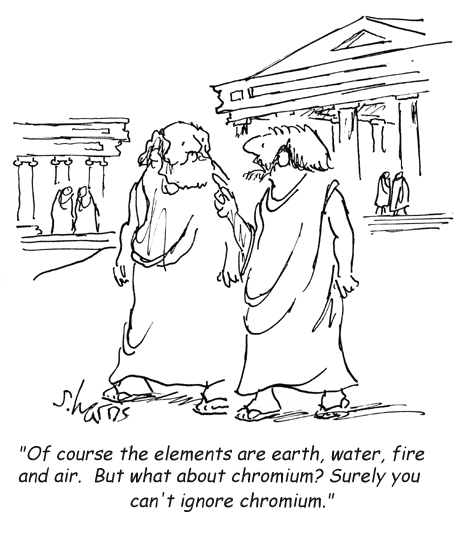 s.harris
"Of course the elements are earth, water, fire
and air.  But what about chromium? Surely you
can't ignore chromium."